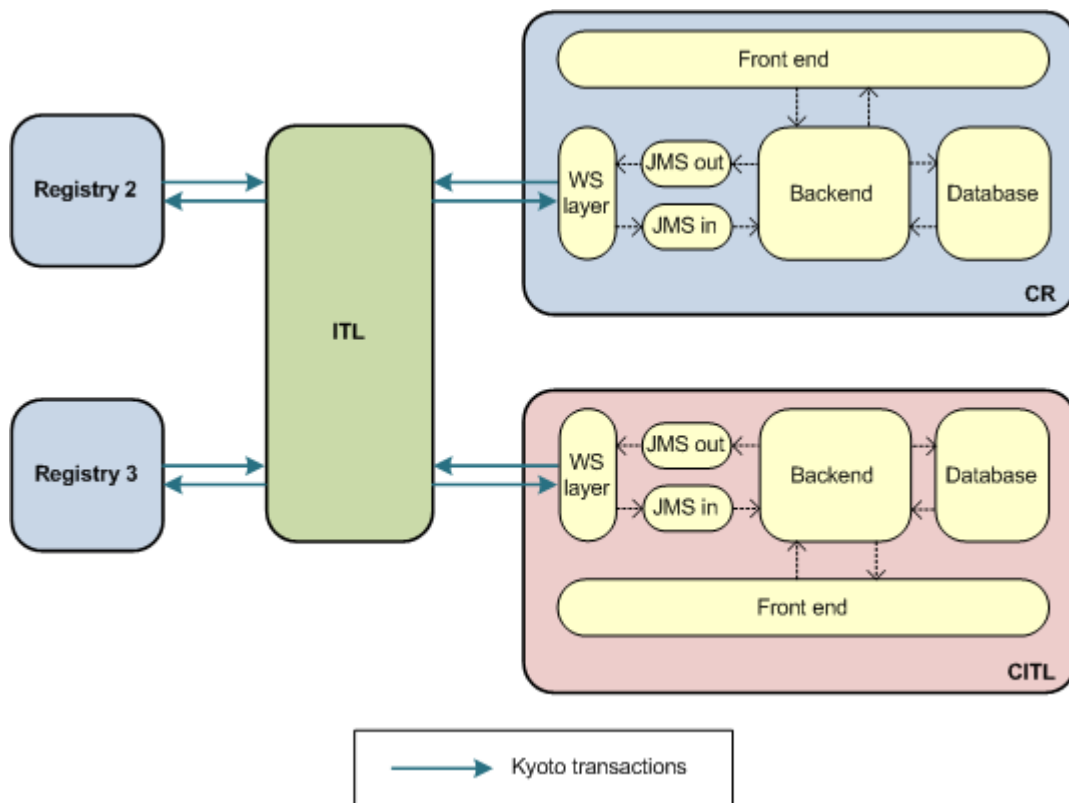 Front end
Registry 2
ITL
WS
layer
JMS out
JMS in
Backend
Database
CR
Registry 3
WS
layer
JMS out
JMS in
Backend
Database
Front end
CITL
Kyoto transactions